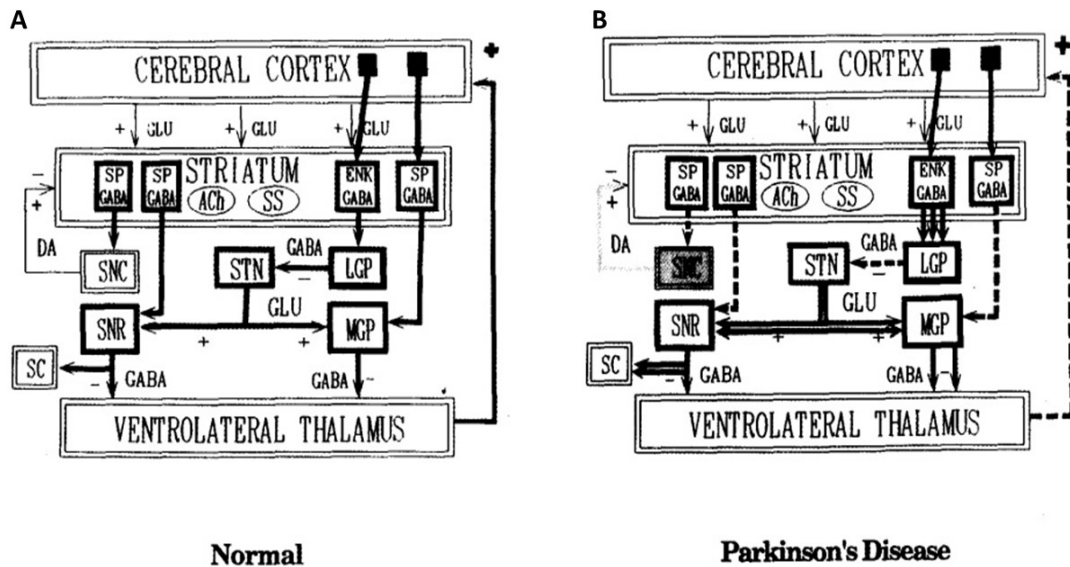 A
CEREBRAL CORTEX
+
+ GLU
+ GLU
+ GLU
STRIATUM
SP GABA
SP GABA
ACh
SS
ENK GABA
SP GABA
-
+
DA
SNC
STN
GABA
-
LGP
GLU
SNR
+
+
MGP
SC
-
GABA
GABA
-
VENTROLATERAL THALAMUS
Normal
B
CEREBRAL CORTEX
+
+ GLU
+ GLU
+ GLU
STRIATUM
SP GABA
SP GABA
ACh
SS
ENK GABA
SP GABA
-
+
DA
SNC
STN
GABA
-
LGP
GLU
SNR
+
+
MGP
SC
-
GABA
GABA
-
VENTROLATERAL THALAMUS
Parkinson's Disease